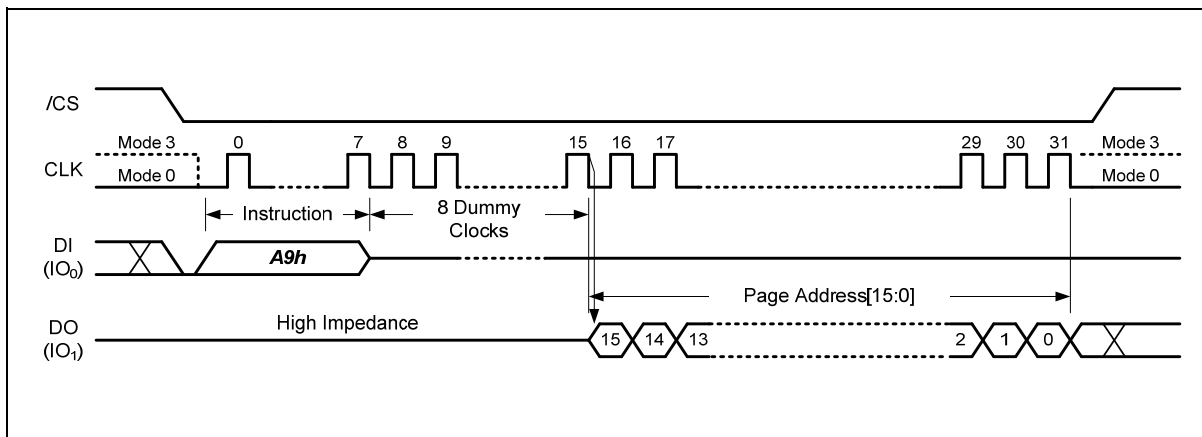 /CS
Mode 3 0 7 8 9 15 16 17 29 30 31 Mode 3
CLK
Mode 0 Mode 0
Instruction 8 Dummy
Clocks
DI
(IO0)
A9h
Page Address[15:0]
DO
(IO1)
High Impedance
15 14 13 2 1 0